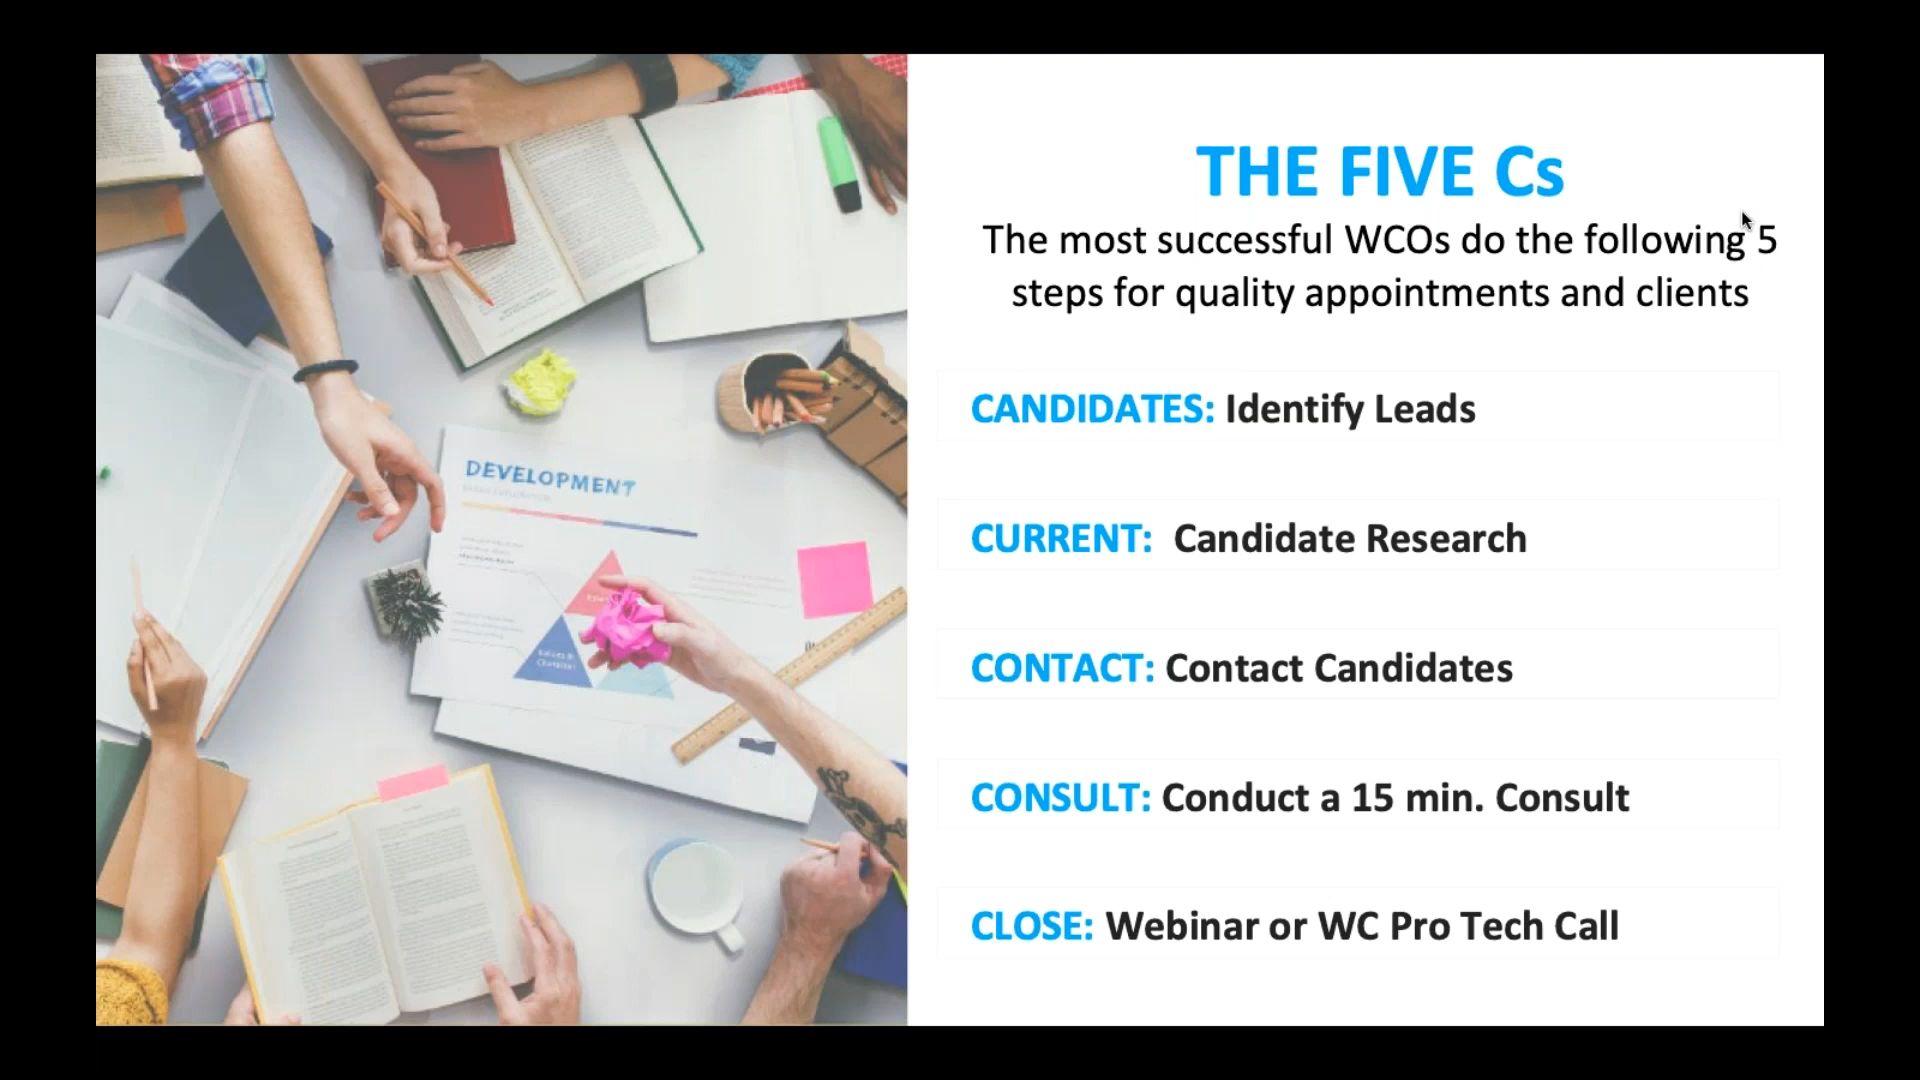 THE FIVE Cs
The most successful WCOs do the following 5
steps for quality appointments and clients
CANDIDATES: Identify Leads
CURRENT: Candidate Research
CONTACT: Contact Candidates
CONSULT: Conduct a 15 min. Consult
CLOSE: Webinar or WC Pro Tech Call
DEVELOPMENT